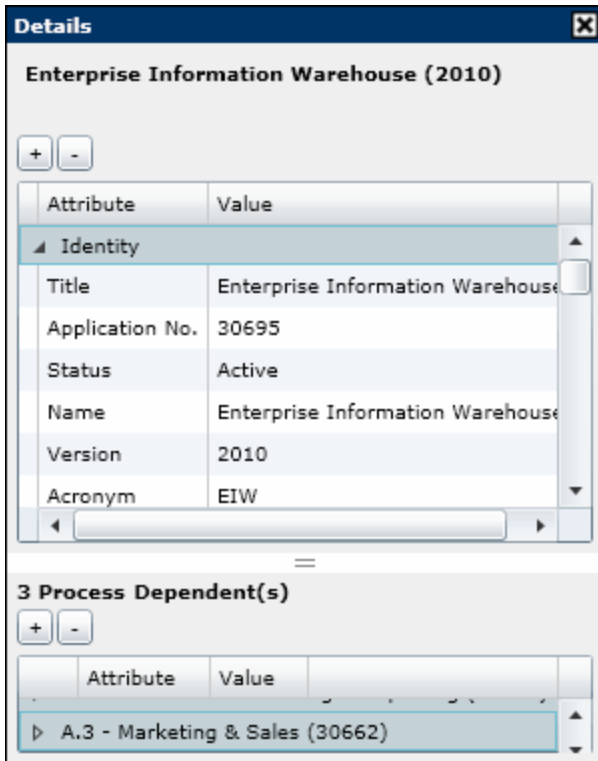 Details
Enterprise Information Warehouse (2010)
+ -
Attribute Value
Identity
Title Enterprise Information Warehouse
Application No. 30695
Status Active
Name Enterprise Information Warehouse
Version 2010
Acronym EIW
3 Process Dependent(s)
+ -
Attribute Value
A.3 - Marketing & Sales (30662)